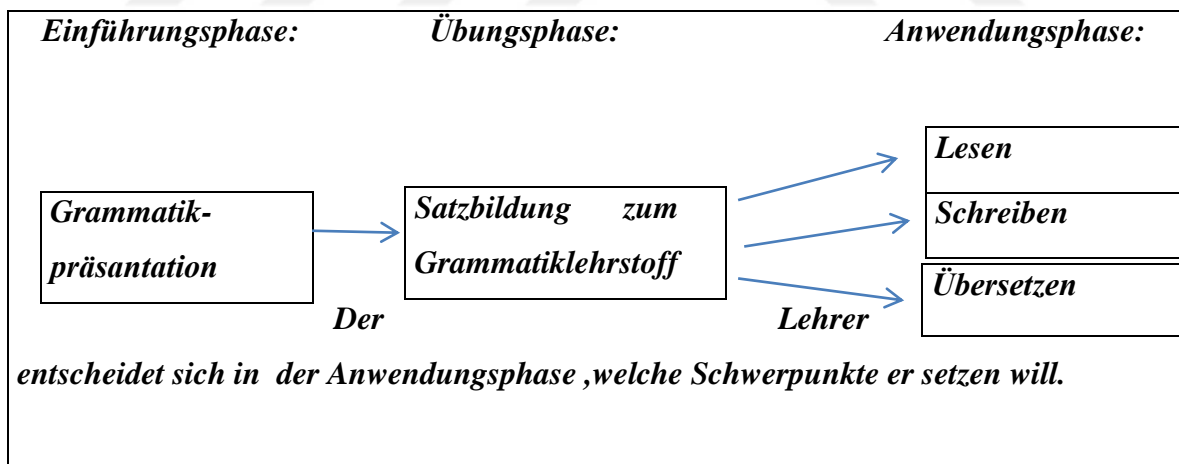 Einführungsphase: Übungsphase: Anwendungsphase:
Lesen
Grammatik-
präsantation
Satzbildung zum
Grammatiklehrstoff
Schreiben
Übersetzen
Der Lehrer
entscheidet sich in der Anwendungsphase ,welche Schwerpunkte er setzen will.